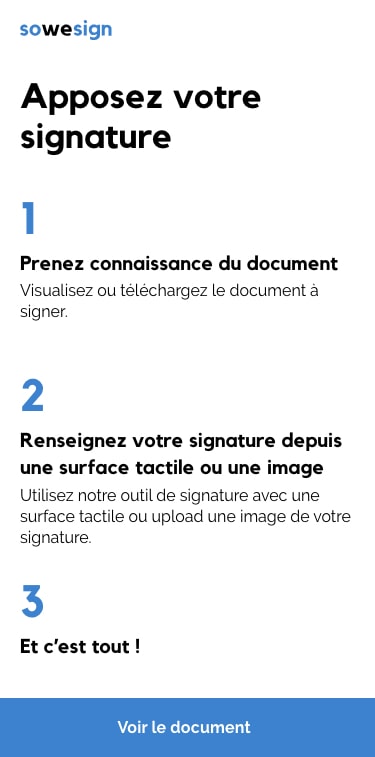 sowesign
Apposez votre
signature
1
Prenez connaissance du document
Visualisez ou téléchargez le document à
signer.
2
Renseignez votre signature depuis
une surface tactile ou une image
Utilisez notre outil de signature avec une
surface tactile ou upload une image de votre
signature.
3
Et c’est tout !
Voir le document